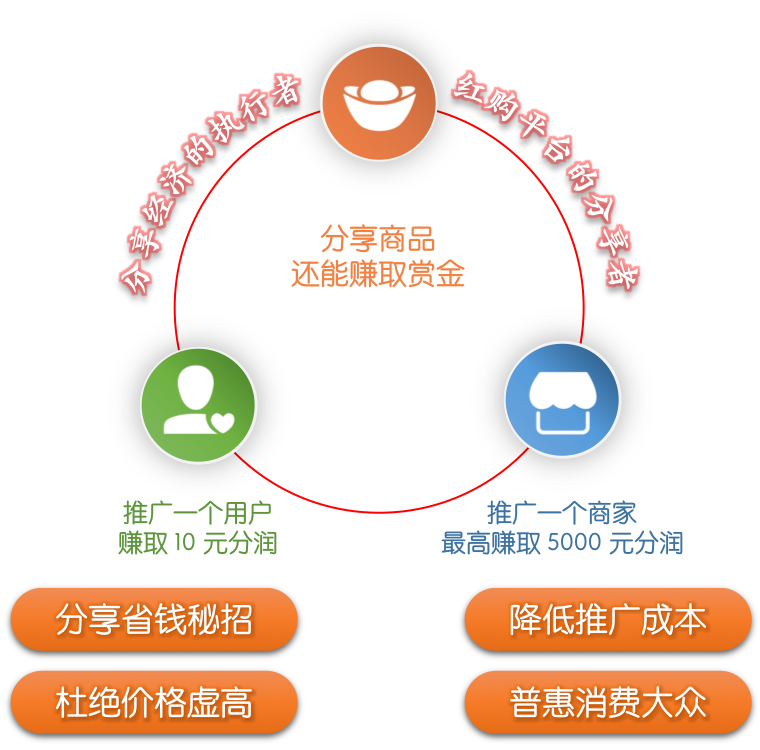 分享经济的执行者
红购平台的分享者
分享商品
还能赚取赏金
推广一个用户
赚取10 元分润
推广一个商家
最高赚取 5000 元分润
分享省钱秘招
降低推广成本
杜绝价格虚高
普惠消费大众